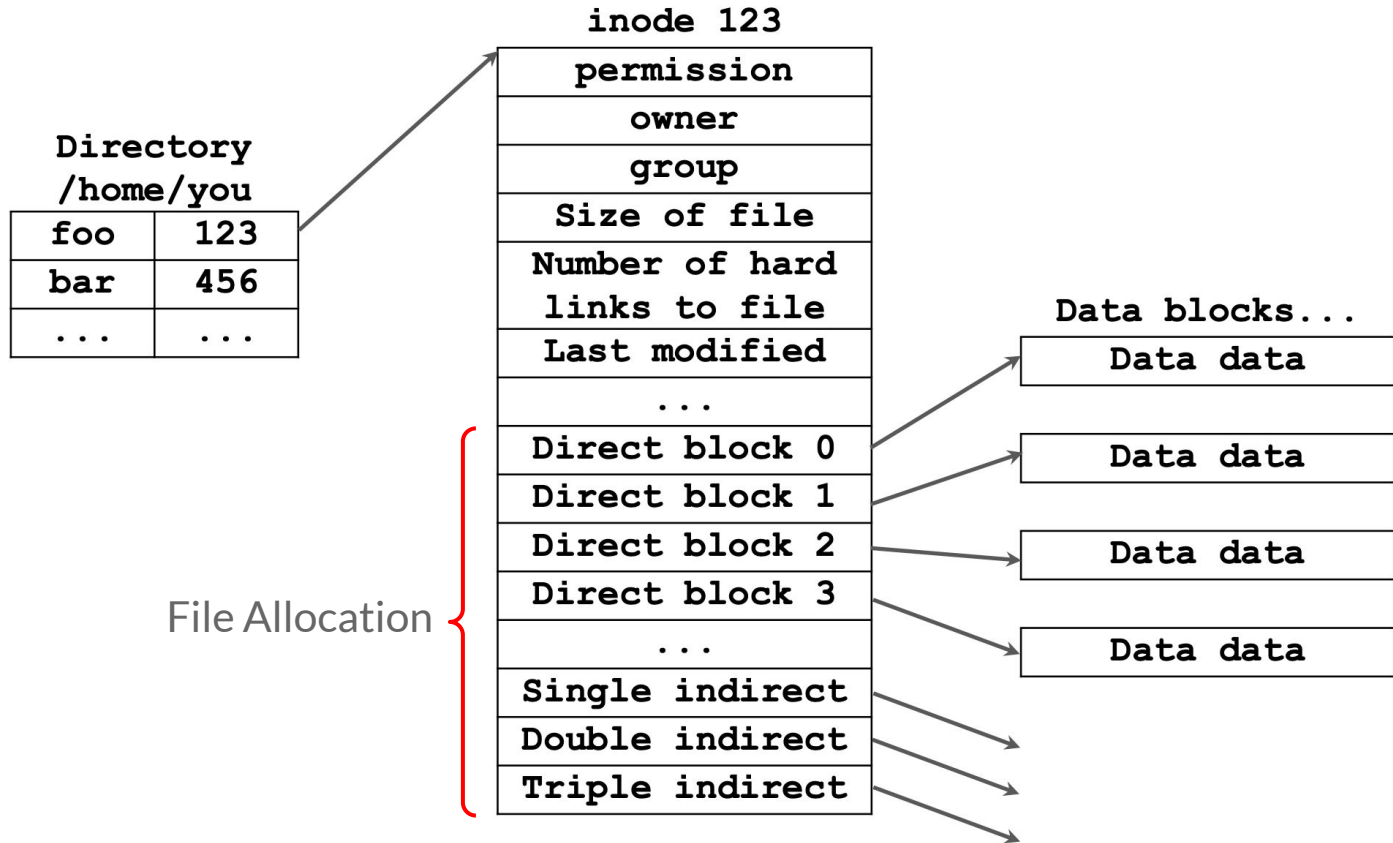 inode 123
permission
owner
group
Size of file
Number of hard
links to file
Last modified
...
Direct block 0
Direct block 1
Direct block 2
Direct block 3
...
Single indirect
Double indirect
Triple indirect
Directory
/home/you
foo 123
bar 456
... ...
File Allocation
Data blocks...
Data data
Data data
Data data
Data data